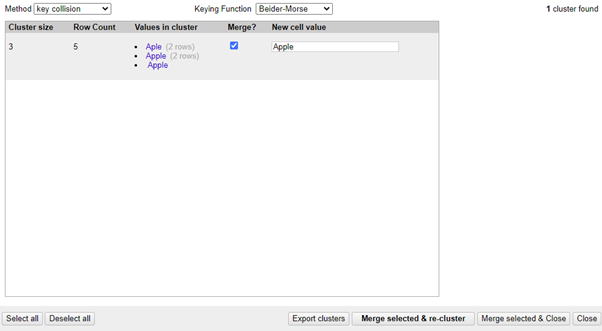 Method key collision Keying Function Beider-Morse 1 cluster found
Cluster size Row Count Values in cluster Merge? New cell value
3 5 • Aple (2 rows) Apple
• Apple (2 rows)
• Apple
Select all Deselect all Export clusters Merge selected & re-cluster Merge selected & Close Close